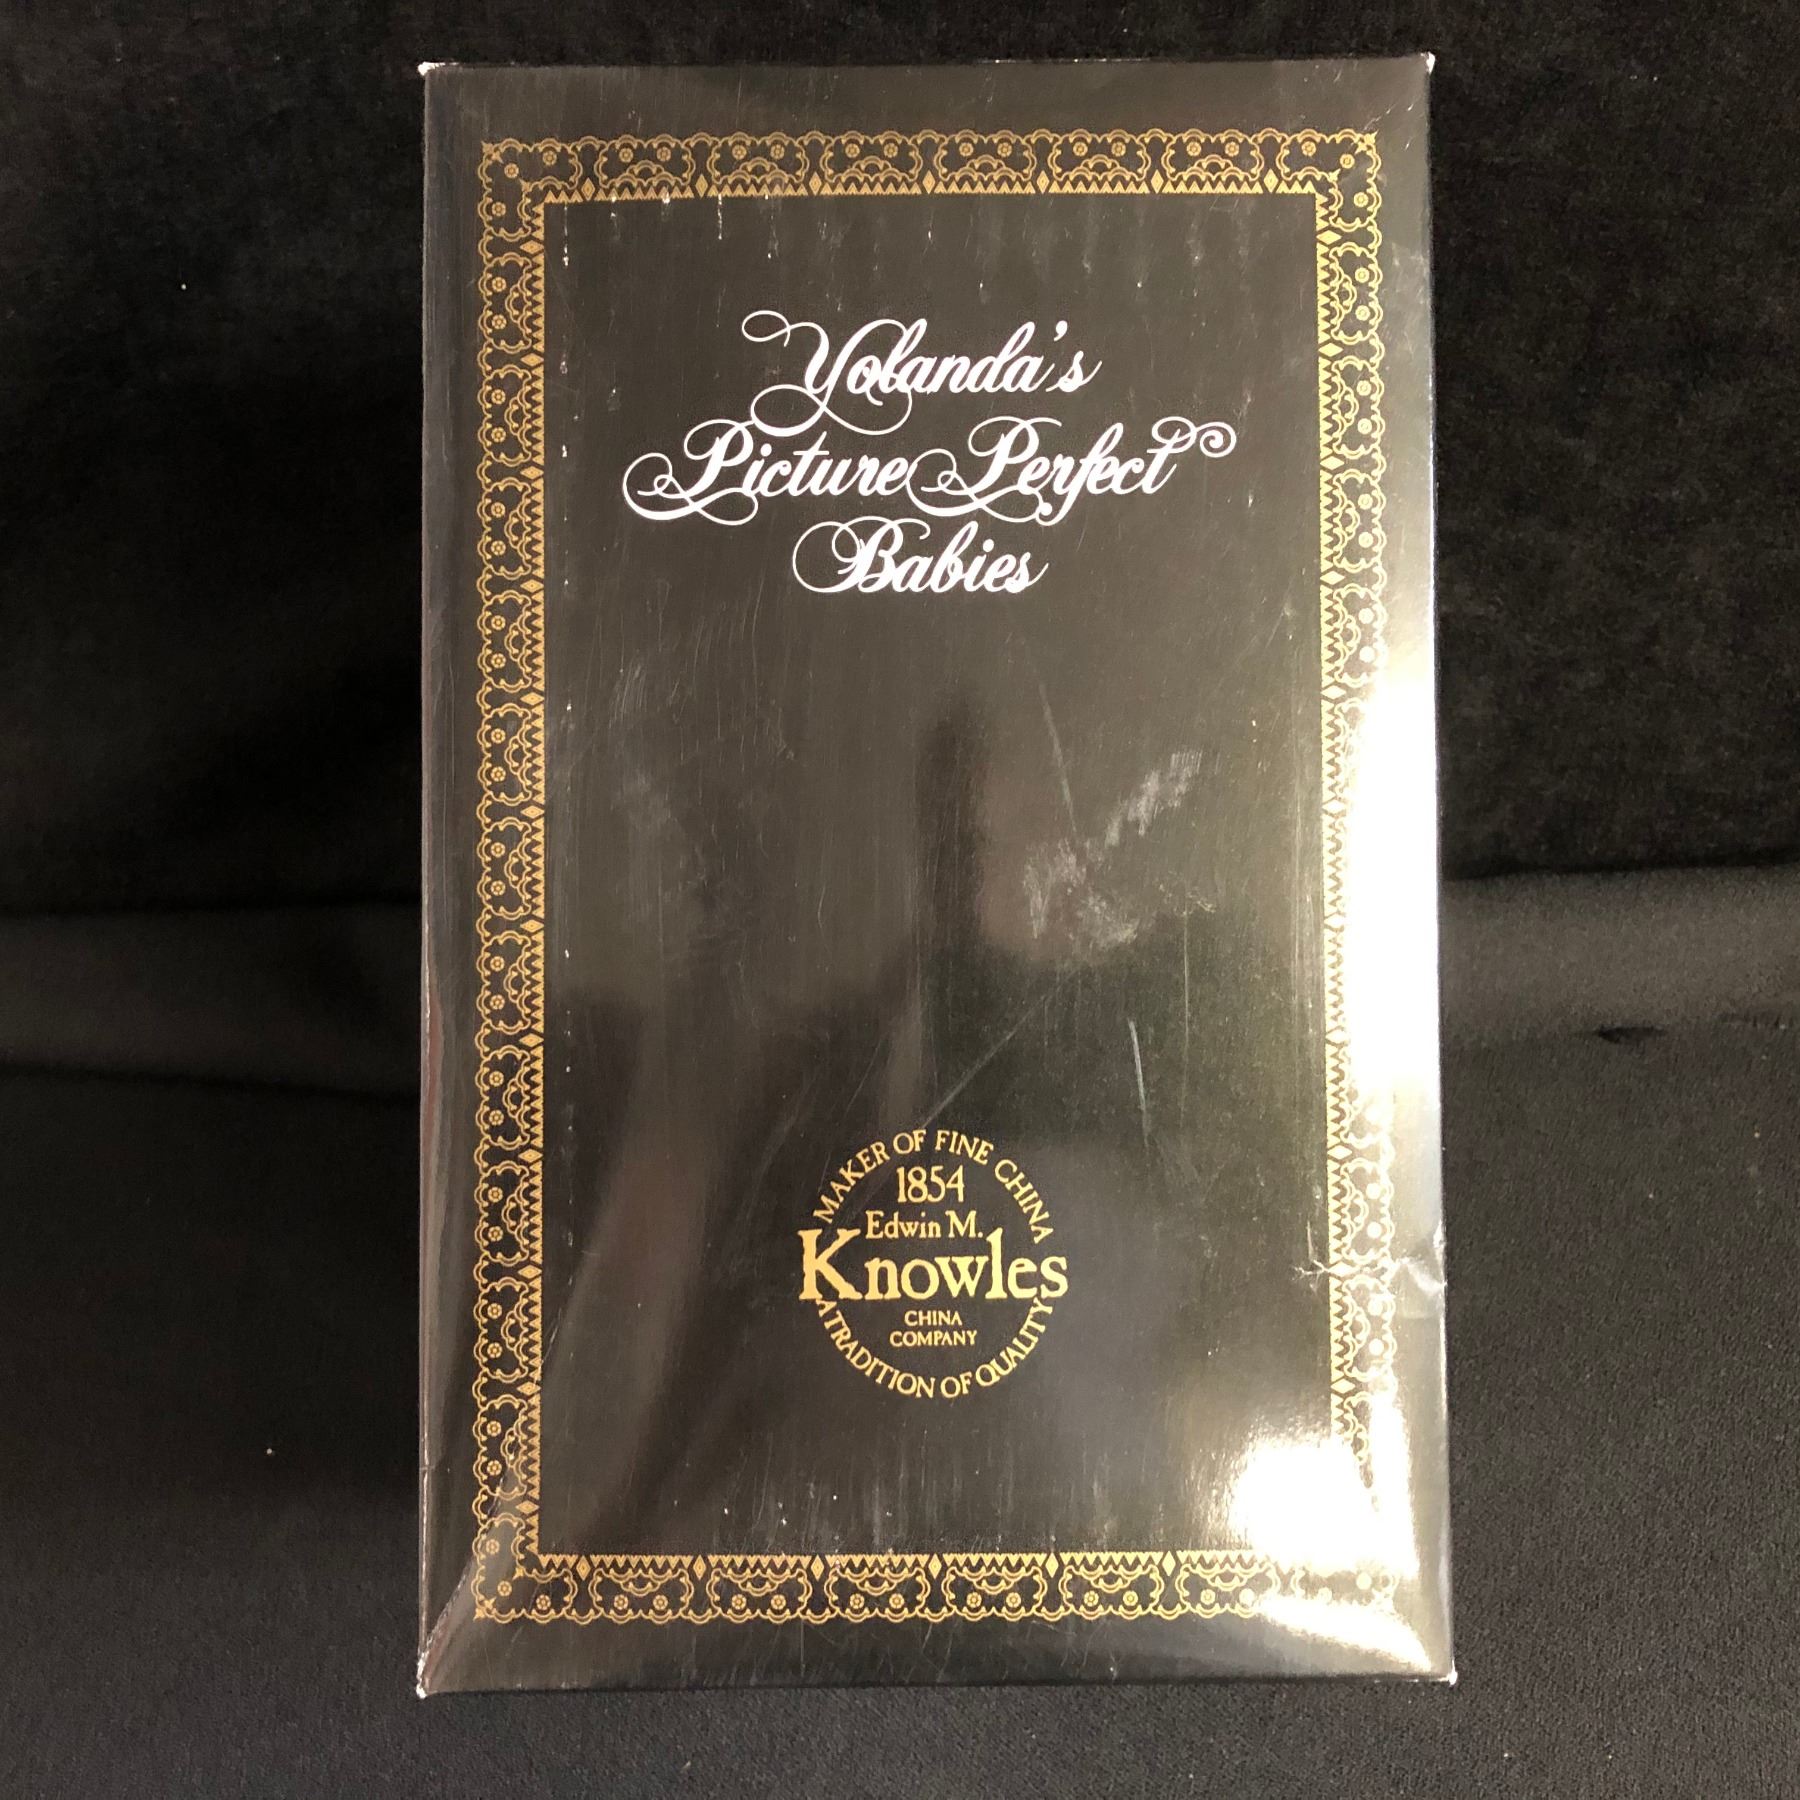 Yolanda's
Picture Perfect
Babies
MAKER OF FINE CHINA
1854
Edwin M.
Knowles
CHINA
COMPANY
A TRADITION OF QUALITY